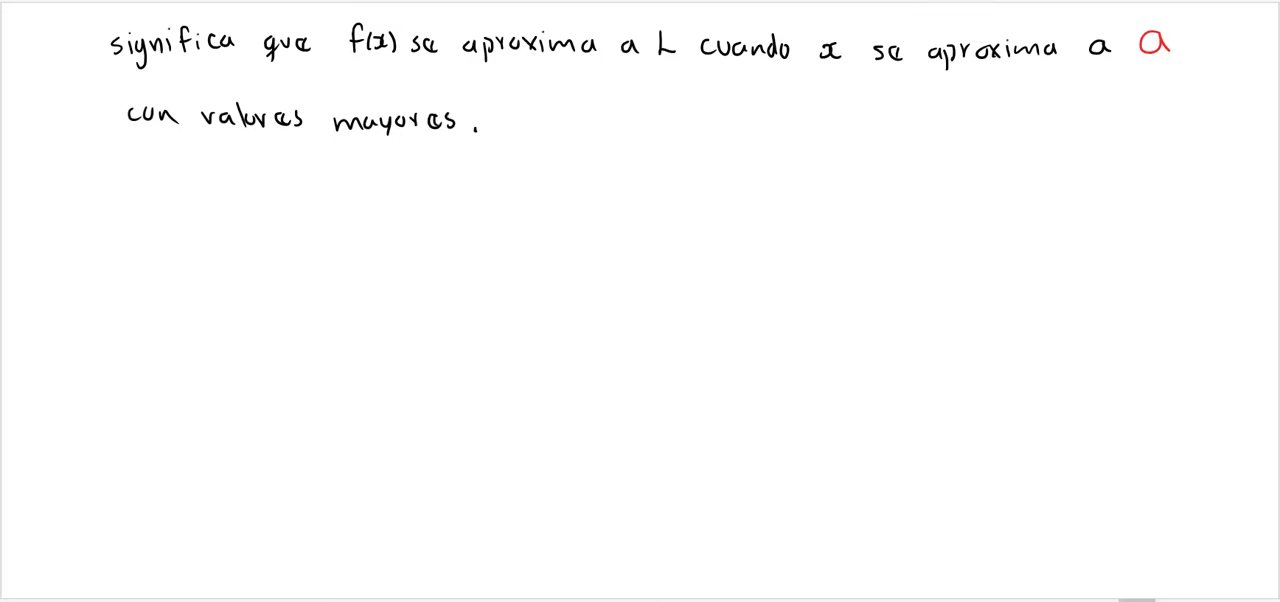 significa que f(x) se aproxima a L cuando x se aproxima a a
con valores mayores.